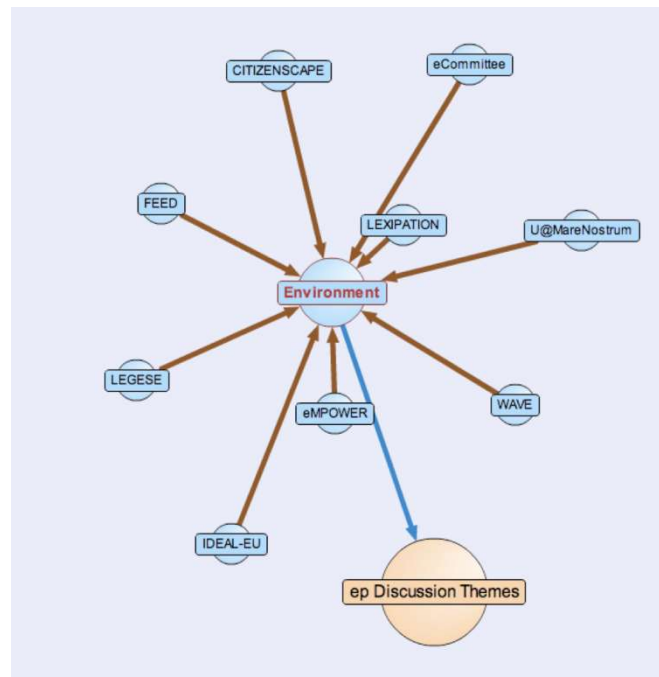 eCommittee
CITIZENSCAPE
FEED
LEXIPATION
U@MareNostrum
Environment
LEGESE
WAVE
eMPOWER
IDEAL-EU
ep Discussion Themes